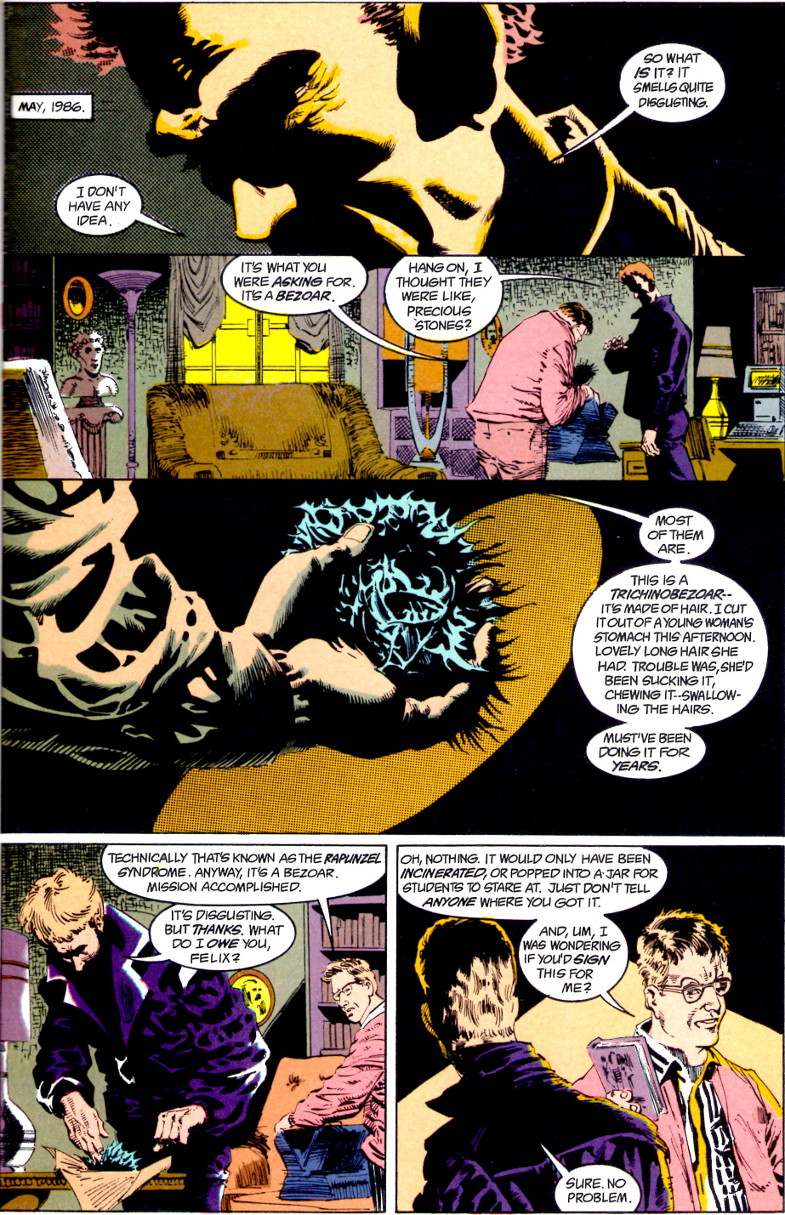 MAY, 1986.
SO WHAT
IS IT? IT
SMELLS QUITE
DISGUSTING.
I DON'T
HAVE ANY
IDEA.
IT'S WHAT YOU
WERE ASKING FOR.
IT'S A BEZOAR.
HANG ON, I
THOUGHT THEY
WERE LIKE,
PRECIOUS
STONES?
MOST
OF THEM
ARE.
THIS IS A
TRICHINOBEZOAR--
IT'S MADE OF HAIR. I CUT
IT OUT OF A YOUNG WOMAN'S
STOMACH THIS AFTERNOON.
LOVELY LONG HAIR SHE
HAD. TROUBLE WAS, SHE'D
BEEN SUCKING IT,
CHEWING IT--SWALLOW-
ING THE HAIRS.
MUST'VE BEEN
DOING IT FOR
YEARS.
TECHNICALLY THAT'S KNOWN AS THE RAPUNZEL
SYNDROME. ANYWAY, IT'S A BEZOAR.
MISSION ACCOMPLISHED.
IT'S DISGUSTING.
BUT THANKS. WHAT
DO I OWE YOU,
FELIX?
OH, NOTHING. IT WOULD ONLY HAVE BEEN
INCINERATED, OR POPPED INTO A JAR FOR
STUDENTS TO STARE AT. JUST DON'T TELL
ANYONE WHERE YOU GOT IT.
AND, UM, I
WAS WONDERING
IF YOU'D SIGN
THIS FOR
ME?
SURE. NO
PROBLEM.